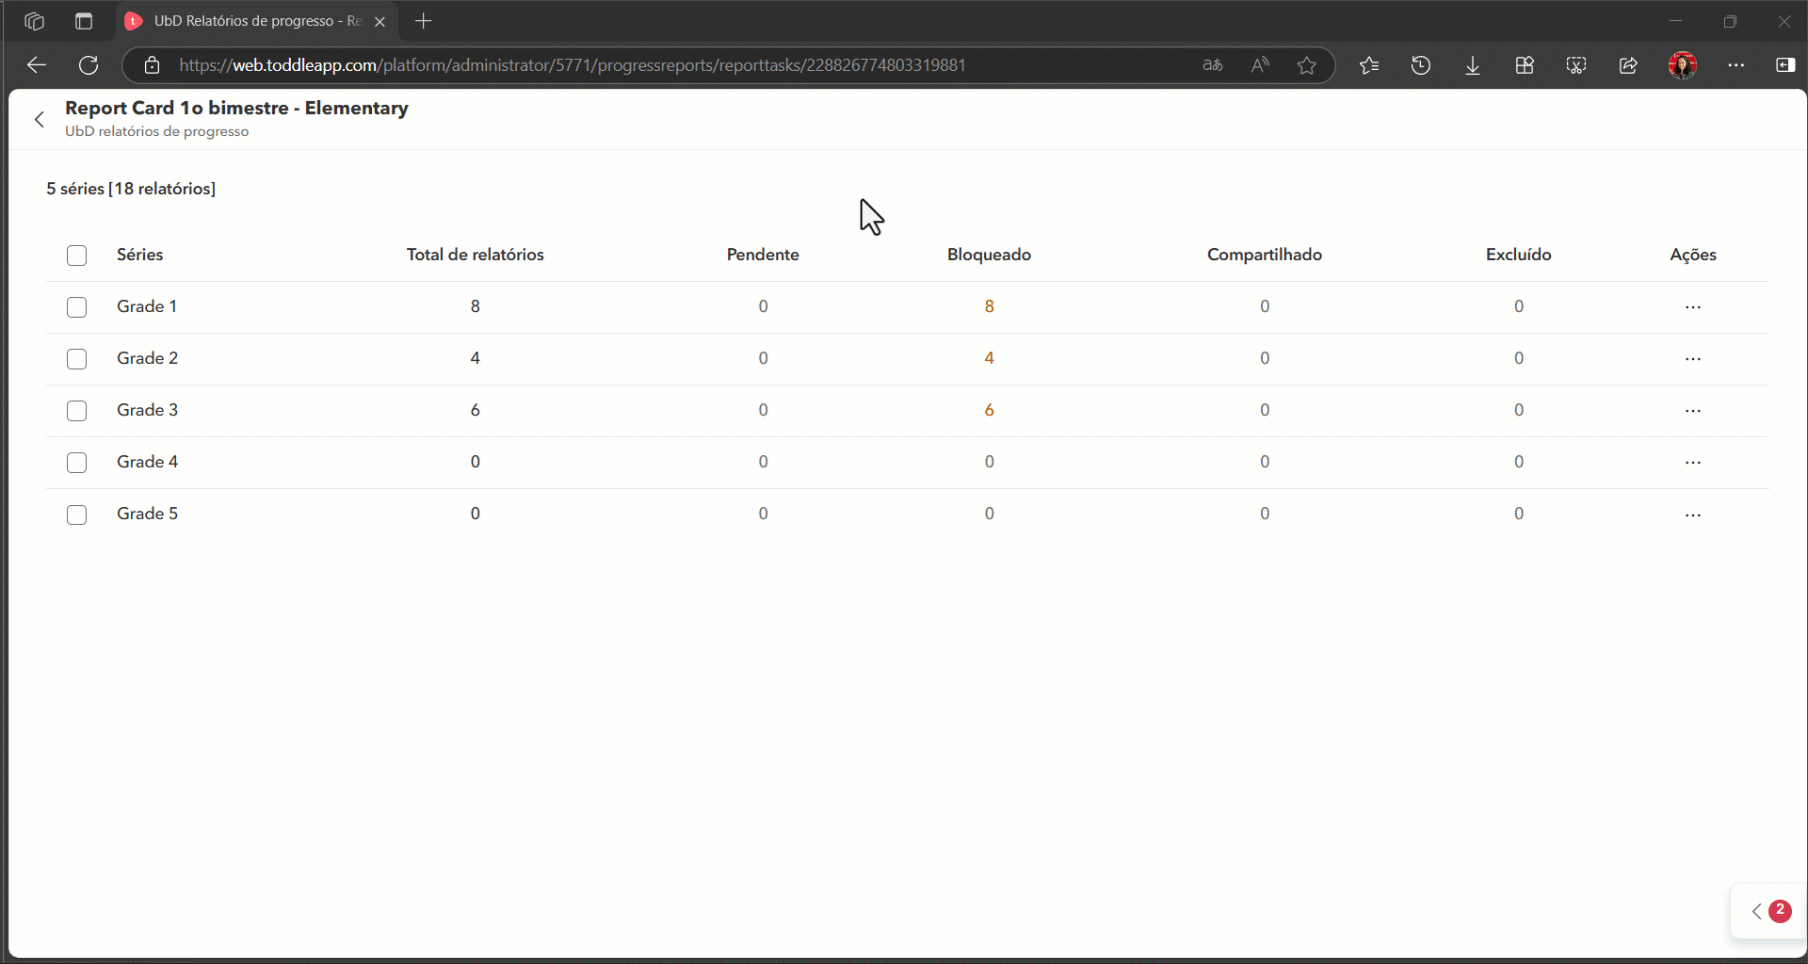 UbD Relatórios de progresso - Re
https://web.toddleapp.com/platform/administrator/5771/progressreports/reporttasks/228826774803319881
Report Card 1o bimestre - Elementary
UbD relatórios de progresso
5 séries [18 relatórios]
Séries Total de relatórios Pendente Bloqueado Compartilhado Excluído Ações
Grade 1 8 0 8 0 0 ...
Grade 2 4 0 4 0 0 ...
Grade 3 6 0 6 0 0 ...
Grade 4 0 0 0 0 0 ...
Grade 5 0 0 0 0 0 ...
2